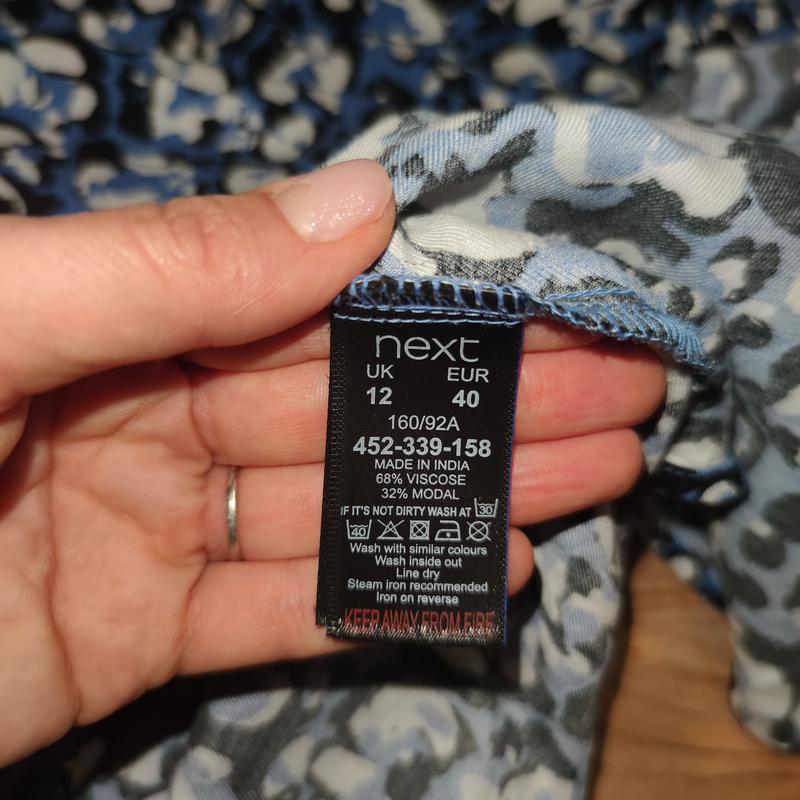 next
UK EUR
12 40
160/92A
452-339-158
MADE IN INDIA
68% VISCOSE
32% MODAL
IF IT'S NOT DIRTY WASH AT 30
40
Wash with similar colours
Wash inside out
Line dry
Steam iron recommended
Iron on reverse
KEEP AWAY FROM FIRE